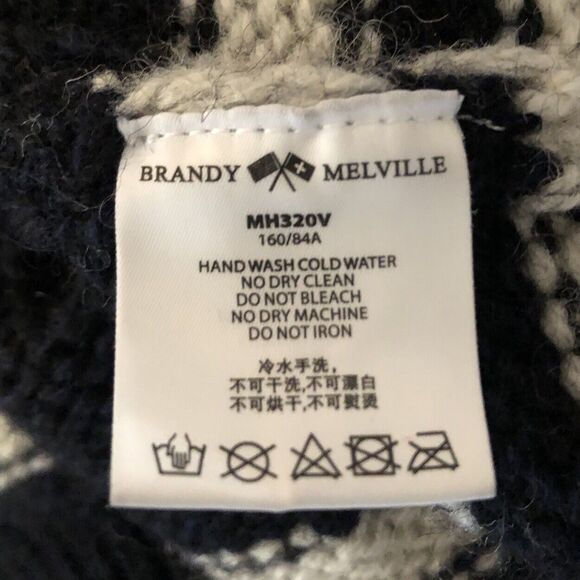 BRANDY MELVILLE
MH320V
160/84A
HAND WASH COLD WATER
NO DRY CLEAN
DO NOT BLEACH
NO DRY MACHINE
DO NOT IRON
冷水手洗，
不可干洗,不可漂白
不可烘干,不可熨烫